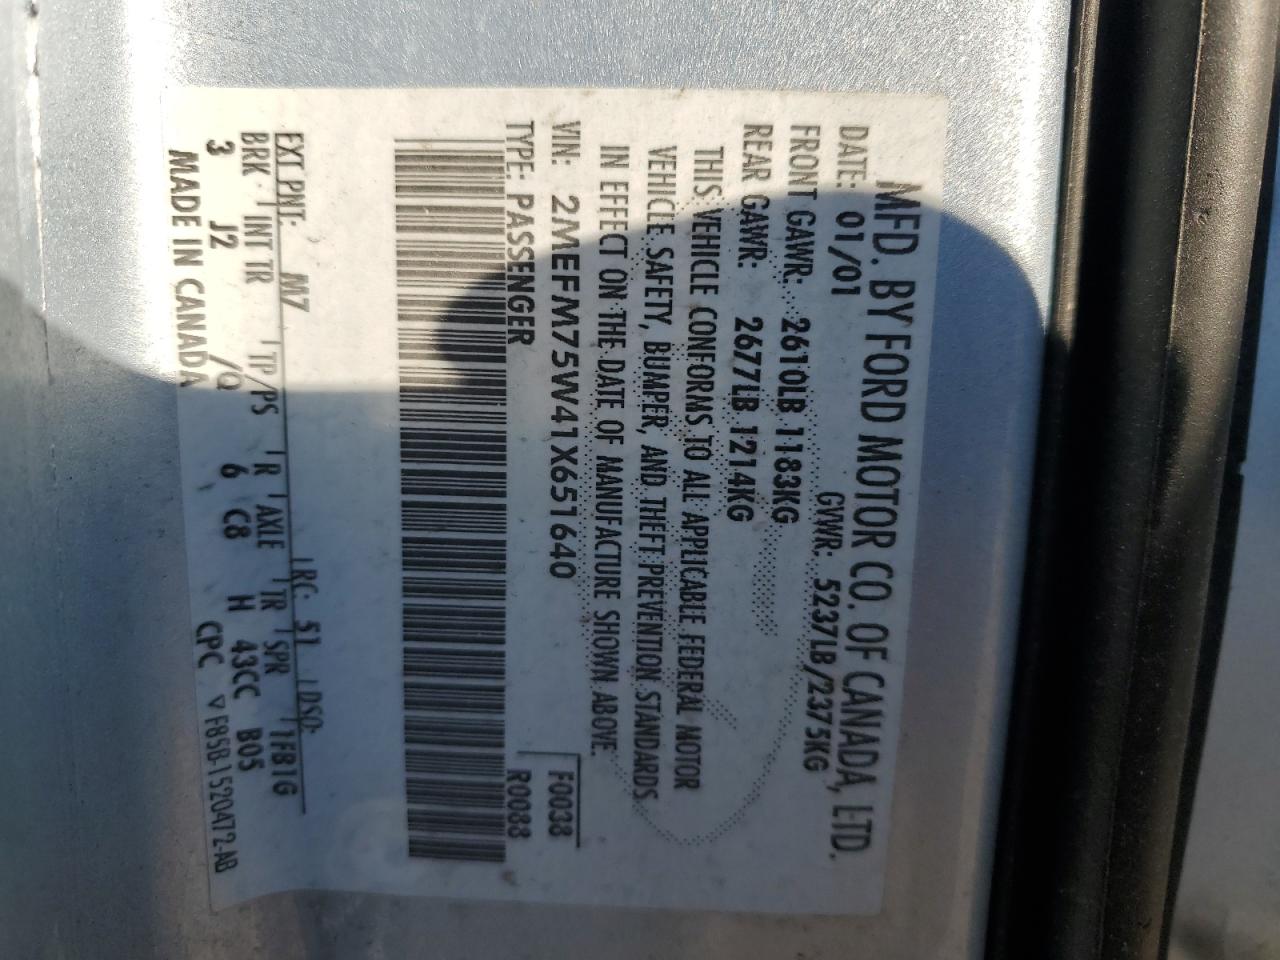 MFD. BY FORD MOTOR CO. OF CANADA, LTD.
DATE: 01/01 GVWR: 5237LB/2375KG
FRONT GAWR: 2610LB 1183KG
REAR GAWR: 2677LB 1214KG
THIS VEHICLE CONFORMS TO ALL APPLICABLE FEDERAL MOTOR
VEHICLE SAFETY, BUMPER, AND THEFT PREVENTION STANDARDS
IN EFFECT ON THE DATE OF MANUFACTURE SHOWN ABOVE.
VIN: 2MEFM75W41X651640 F0038
TYPE: PASSENGER R0088
EXT PNT: M7 RC: 51 DSO:
BRK INT TR TP/PS R AXLE TR SPR 1FB1G
3 J2 /Q 6 C8 H 43CC B05
MADE IN CANADA CPC ▽ F85B-1520472-AB